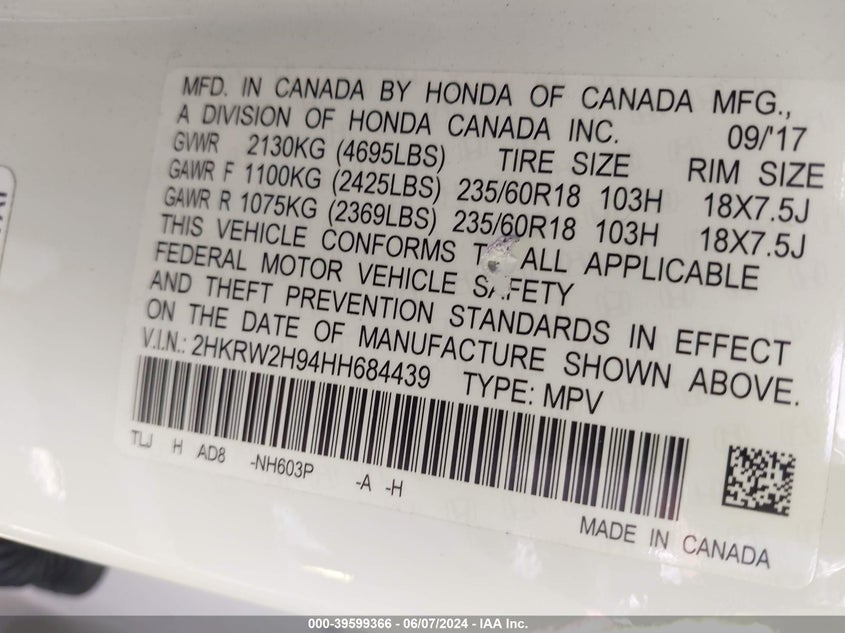 MFD. IN CANADA BY HONDA OF CANADA MFG.,
A DIVISION OF HONDA CANADA INC. 09/'17
GVWR 2130KG (4695LBS) TIRE SIZE RIM SIZE
GAWR F 1100KG (2425LBS) 235/60R18 103H 18X7.5J
GAWR R 1075KG (2369LBS) 235/60R18 103H 18X7.5J
THIS VEHICLE CONFORMS TO ALL APPLICABLE
FEDERAL MOTOR VEHICLE SAFETY
AND THEFT PREVENTION STANDARDS IN EFFECT
ON THE DATE OF MANUFACTURE SHOWN ABOVE.
V.I.N.: 2HKRW2H94HH684439 TYPE: MPV
TLJ H AD8 -NH603P -A -H
MADE IN CANADA
000-39599366 - 06/07/2024 - IAA Inc.